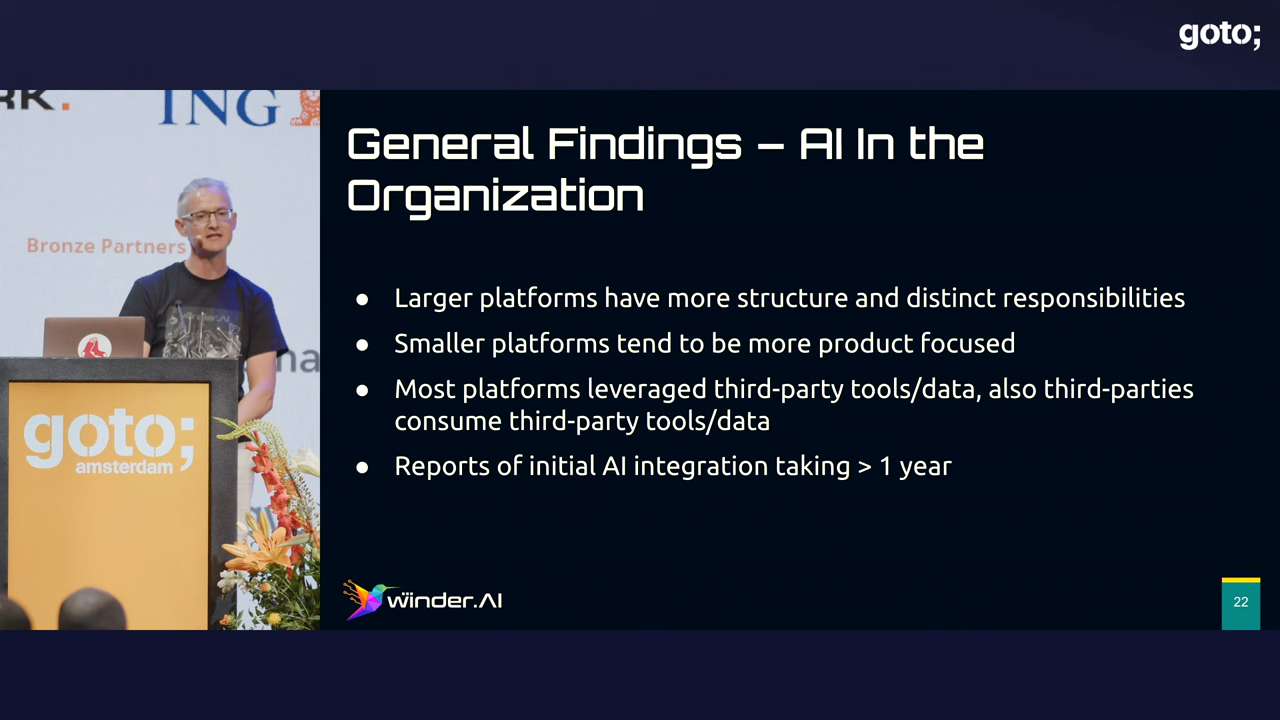 goto;
ING
Bronze Partners
goto;
amsterdam
General Findings – AI In the
Organization
● Larger platforms have more structure and distinct responsibilities
● Smaller platforms tend to be more product focused
● Most platforms leveraged third-party tools/data, also third-parties
consume third-party tools/data
● Reports of initial AI integration taking > 1 year
winder.AI
22